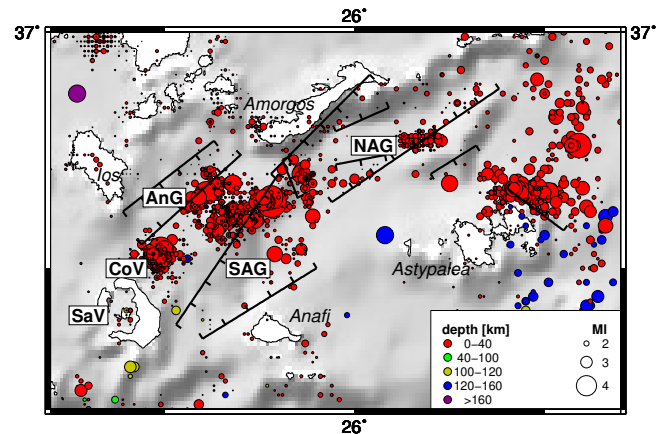 26°
37°
37°
Amorgos
NAG
Ios
AnG
CoV
SAG
Astypalea
SaV
Anafi
depth [km]
Ml
0–40
2
40–100
100–120
3
120–160
4
>160
26°